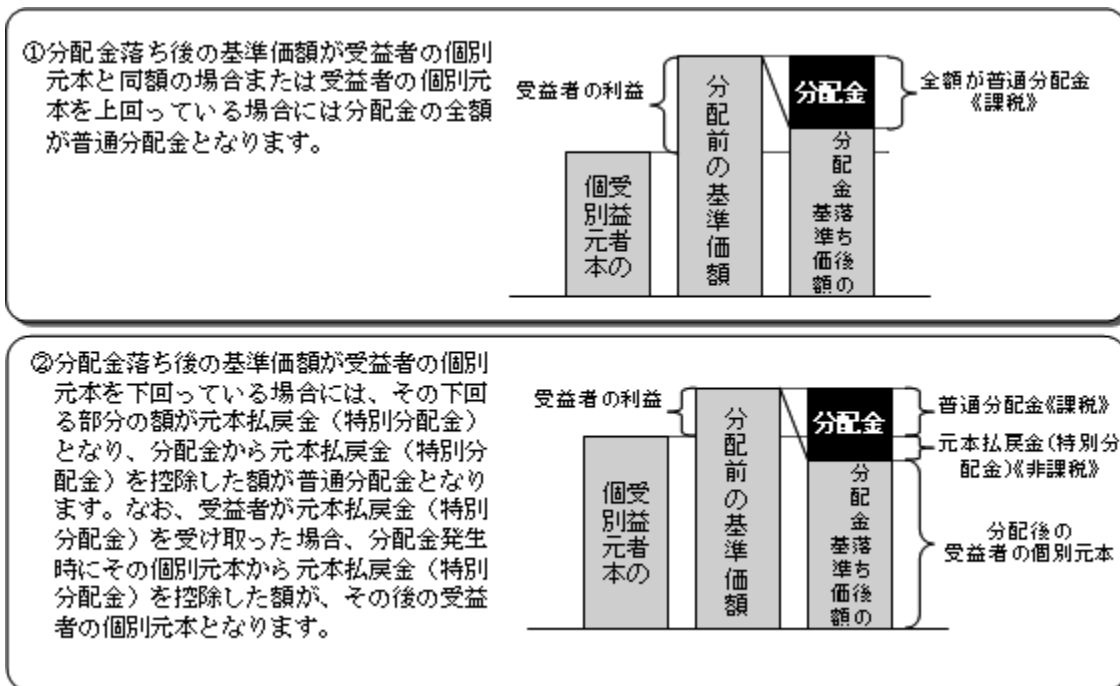 ①分配金落ち後の基準価額が受益者の個別
元本と同額の場合または受益者の個別元
本を上回っている場合には分配金の全額
が普通分配金となります。
受益者の利益
受益者の
個別元本
分配前の基準価額
分配金
分配金落ち後の
基準価額
全額が普通分配金
《課税》
②分配金落ち後の基準価額が受益者の個別
元本を下回っている場合には、その下回
る部分の額が元本払戻金（特別分配金）
となり、分配金から元本払戻金（特別分
配金）を控除した額が普通分配金となり
ます。なお、受益者が元本払戻金（特別
分配金）を受け取った場合、分配金発生
時にその個別元本から元本払戻金（特別
分配金）を控除した額が、その後の受益
者の個別元本となります。
受益者の利益
受益者の
個別元本
分配前の基準価額
分配金
分配金落ち後の
基準価額
普通分配金《課税》
元本払戻金(特別分
配金)《非課税》
分配後の
受益者の個別元本